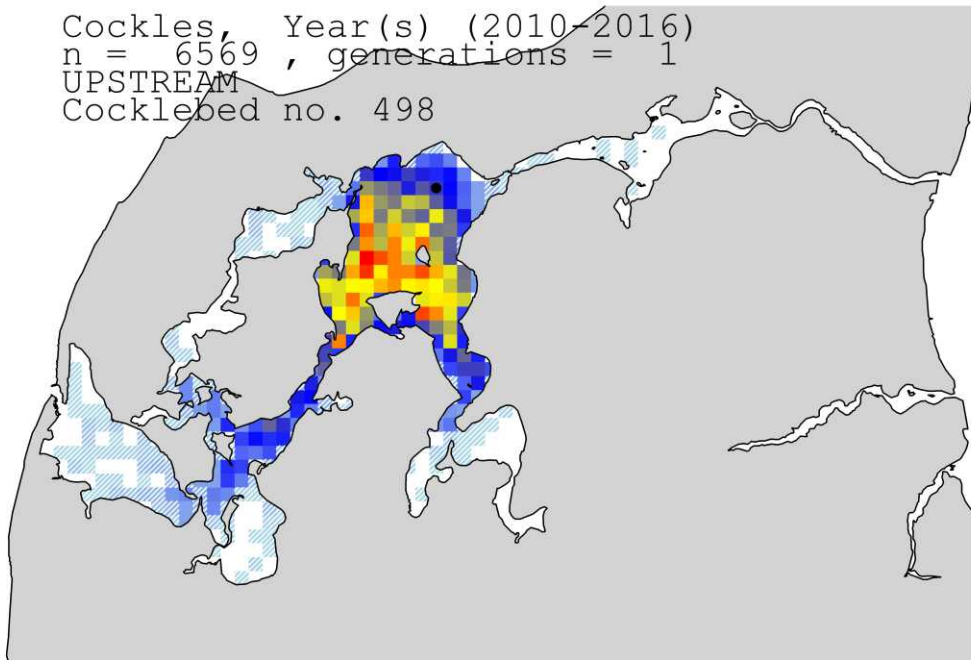 Cockles, Year(s) (2010-2016)
n = 6569 , generations = 1
UPSTREAM
Cocklebed no. 498